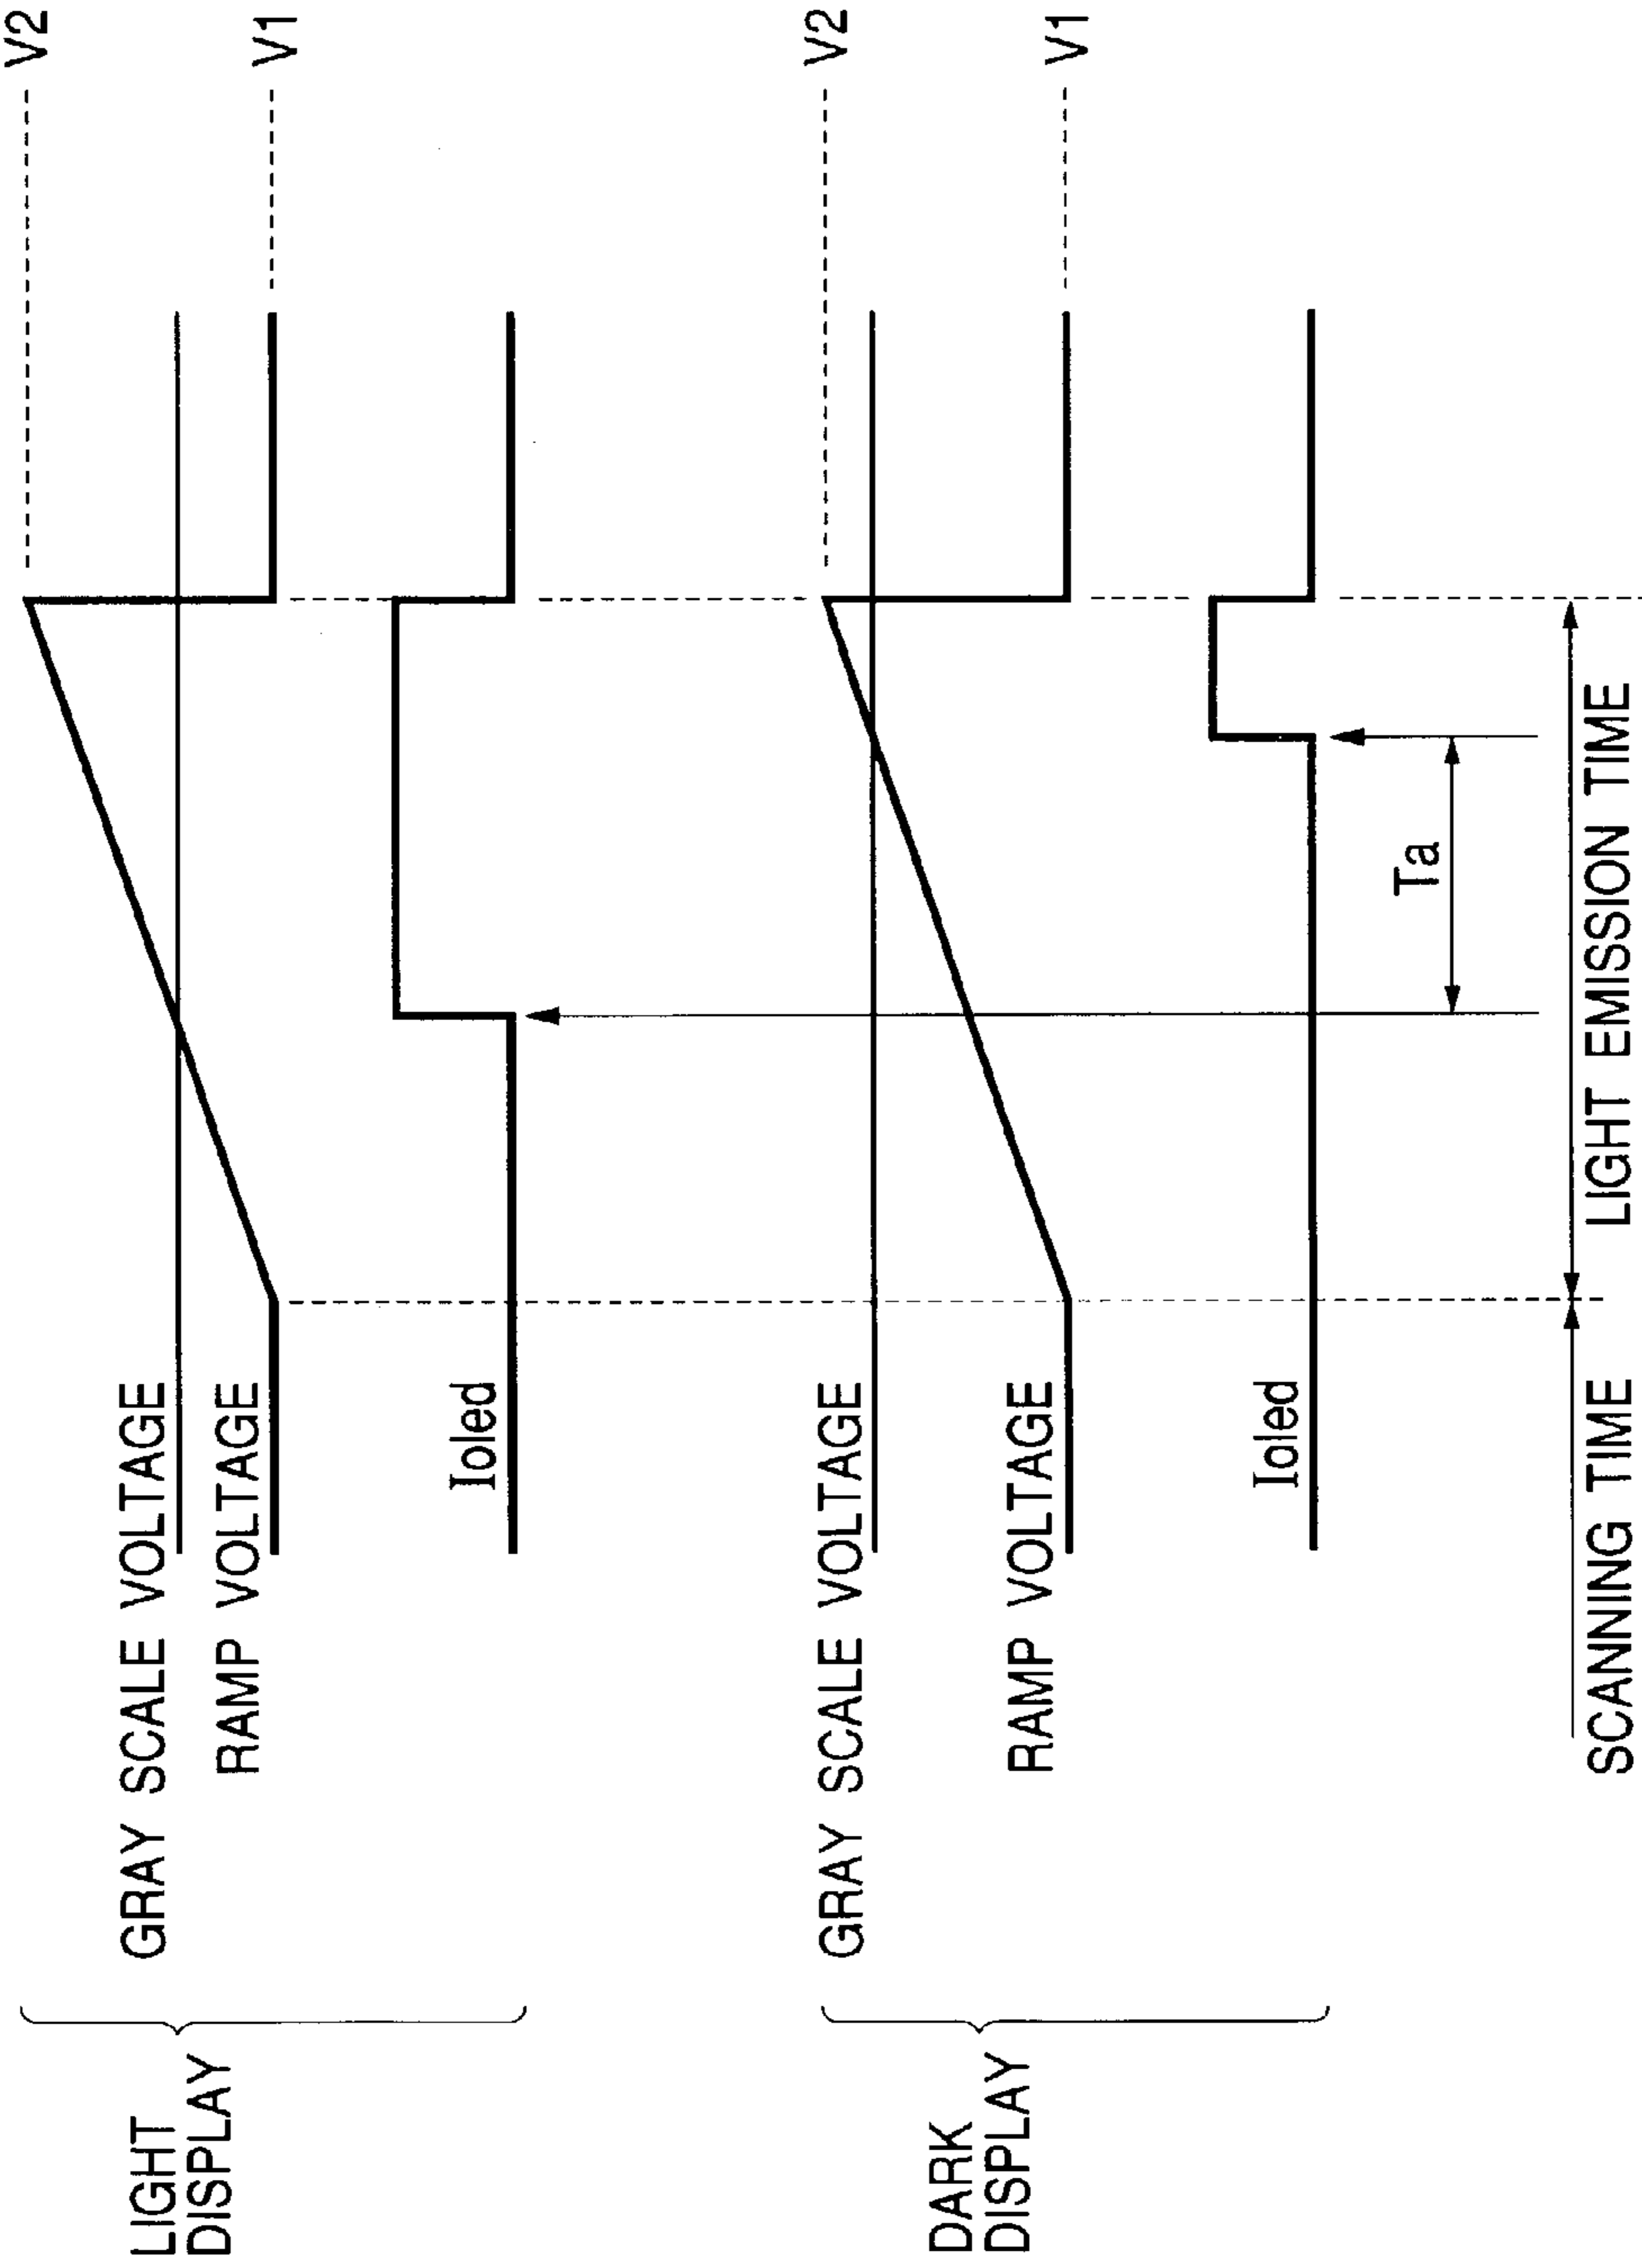 LIGHT
DISPLAY
GRAY SCALE VOLTAGE
RAMP VOLTAGE
Ioled
V2
V1
DARK
DISPLAY
GRAY SCALE VOLTAGE
RAMP VOLTAGE
Ioled
V2
V1
Ta
SCANNING TIME
LIGHT EMISSION TIME